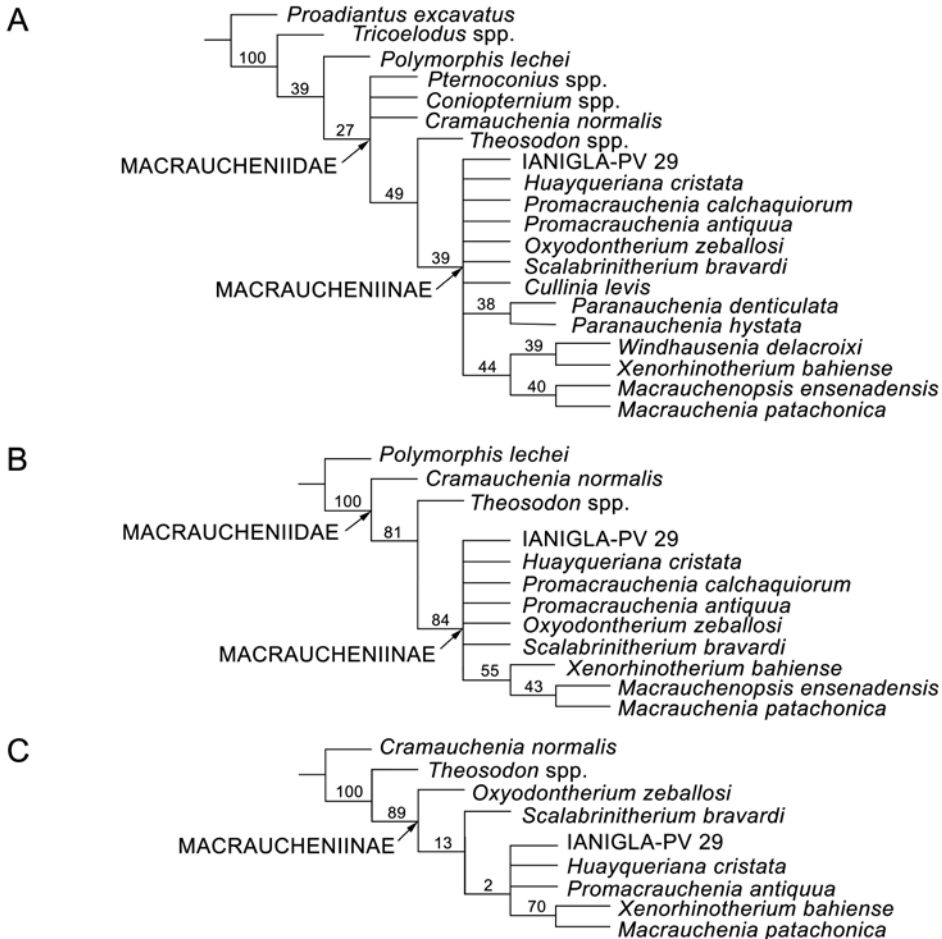 A
Proadiantus excavatus
Tricoelodus spp.
100
Polymorphis lechei
39
Pternoconius spp.
Coniopternium spp.
27
Cramauchenia normalis
MACRAUCHENIIDAE
Theosodon spp.
IANIGLA-PV 29
Huayqueriana cristata
49
Promacrauchenia calchaquiorum
Promacrauchenia antiquua
Oxyodontherium zeballosi
39
Scalabrinitherium bravardi
MACRAUCHENIINAE
Cullinia levis
38
Paranauchenia denticulata
Paranauchenia hystata
39
Windhausenia delacroixi
44
Xenorhinotherium bahiense
40
Macrauchenopsis ensenadensis
Macrauchenia patachonica
B
Polymorphis lechei
Cramauchenia normalis
100
Theosodon spp.
MACRAUCHENIIDAE
81
IANIGLA-PV 29
Huayqueriana cristata
Promacrauchenia calchaquiorum
Promacrauchenia antiquua
84
Oxyodontherium zeballosi
MACRAUCHENIINAE
Scalabrinitherium bravardi
55
Xenorhinotherium bahiense
43
Macrauchenopsis ensenadensis
Macrauchenia patachonica
C
Cramauchenia normalis
Theosodon spp.
100
Oxyodontherium zeballosi
89
Scalabrinitherium bravardi
MACRAUCHENIINAE
13
IANIGLA-PV 29
Huayqueriana cristata
2
Promacrauchenia antiquua
70
Xenorhinotherium bahiense
Macrauchenia patachonica